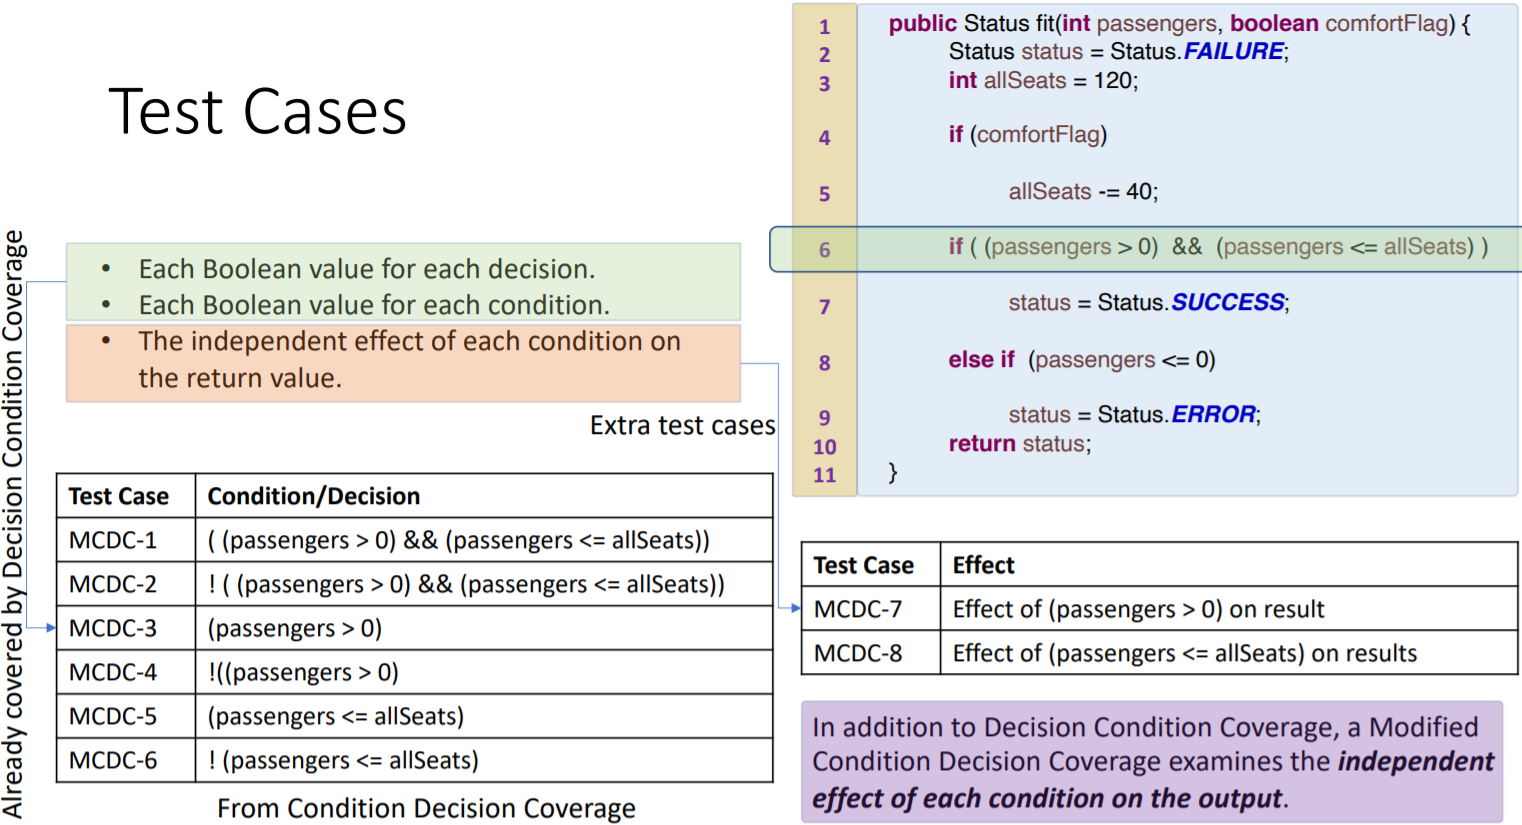 Test Cases
Already covered by Decision Condition Coverage
• Each Boolean value for each decision.
• Each Boolean value for each condition.
• The independent effect of each condition on
the return value.
Extra test cases
Test Case Condition/Decision
MCDC-1 ( (passengers > 0) && (passengers <= allSeats))
MCDC-2 ! ( (passengers > 0) && (passengers <= allSeats))
MCDC-3 (passengers > 0)
MCDC-4 !((passengers > 0)
MCDC-5 (passengers <= allSeats)
MCDC-6 ! (passengers <= allSeats)
From Condition Decision Coverage
1 public Status fit(int passengers, boolean comfortFlag) {
2 Status status = Status.FAILURE;
3 int allSeats = 120;
4 if (comfortFlag)
5 allSeats -= 40;
6 if ( (passengers > 0) && (passengers <= allSeats) )
7 status = Status.SUCCESS;
8 else if (passengers <= 0)
9 status = Status.ERROR;
10 return status;
11 }
Test Case Effect
MCDC-7 Effect of (passengers > 0) on result
MCDC-8 Effect of (passengers <= allSeats) on results
In addition to Decision Condition Coverage, a Modified
Condition Decision Coverage examines the independent
effect of each condition on the output.